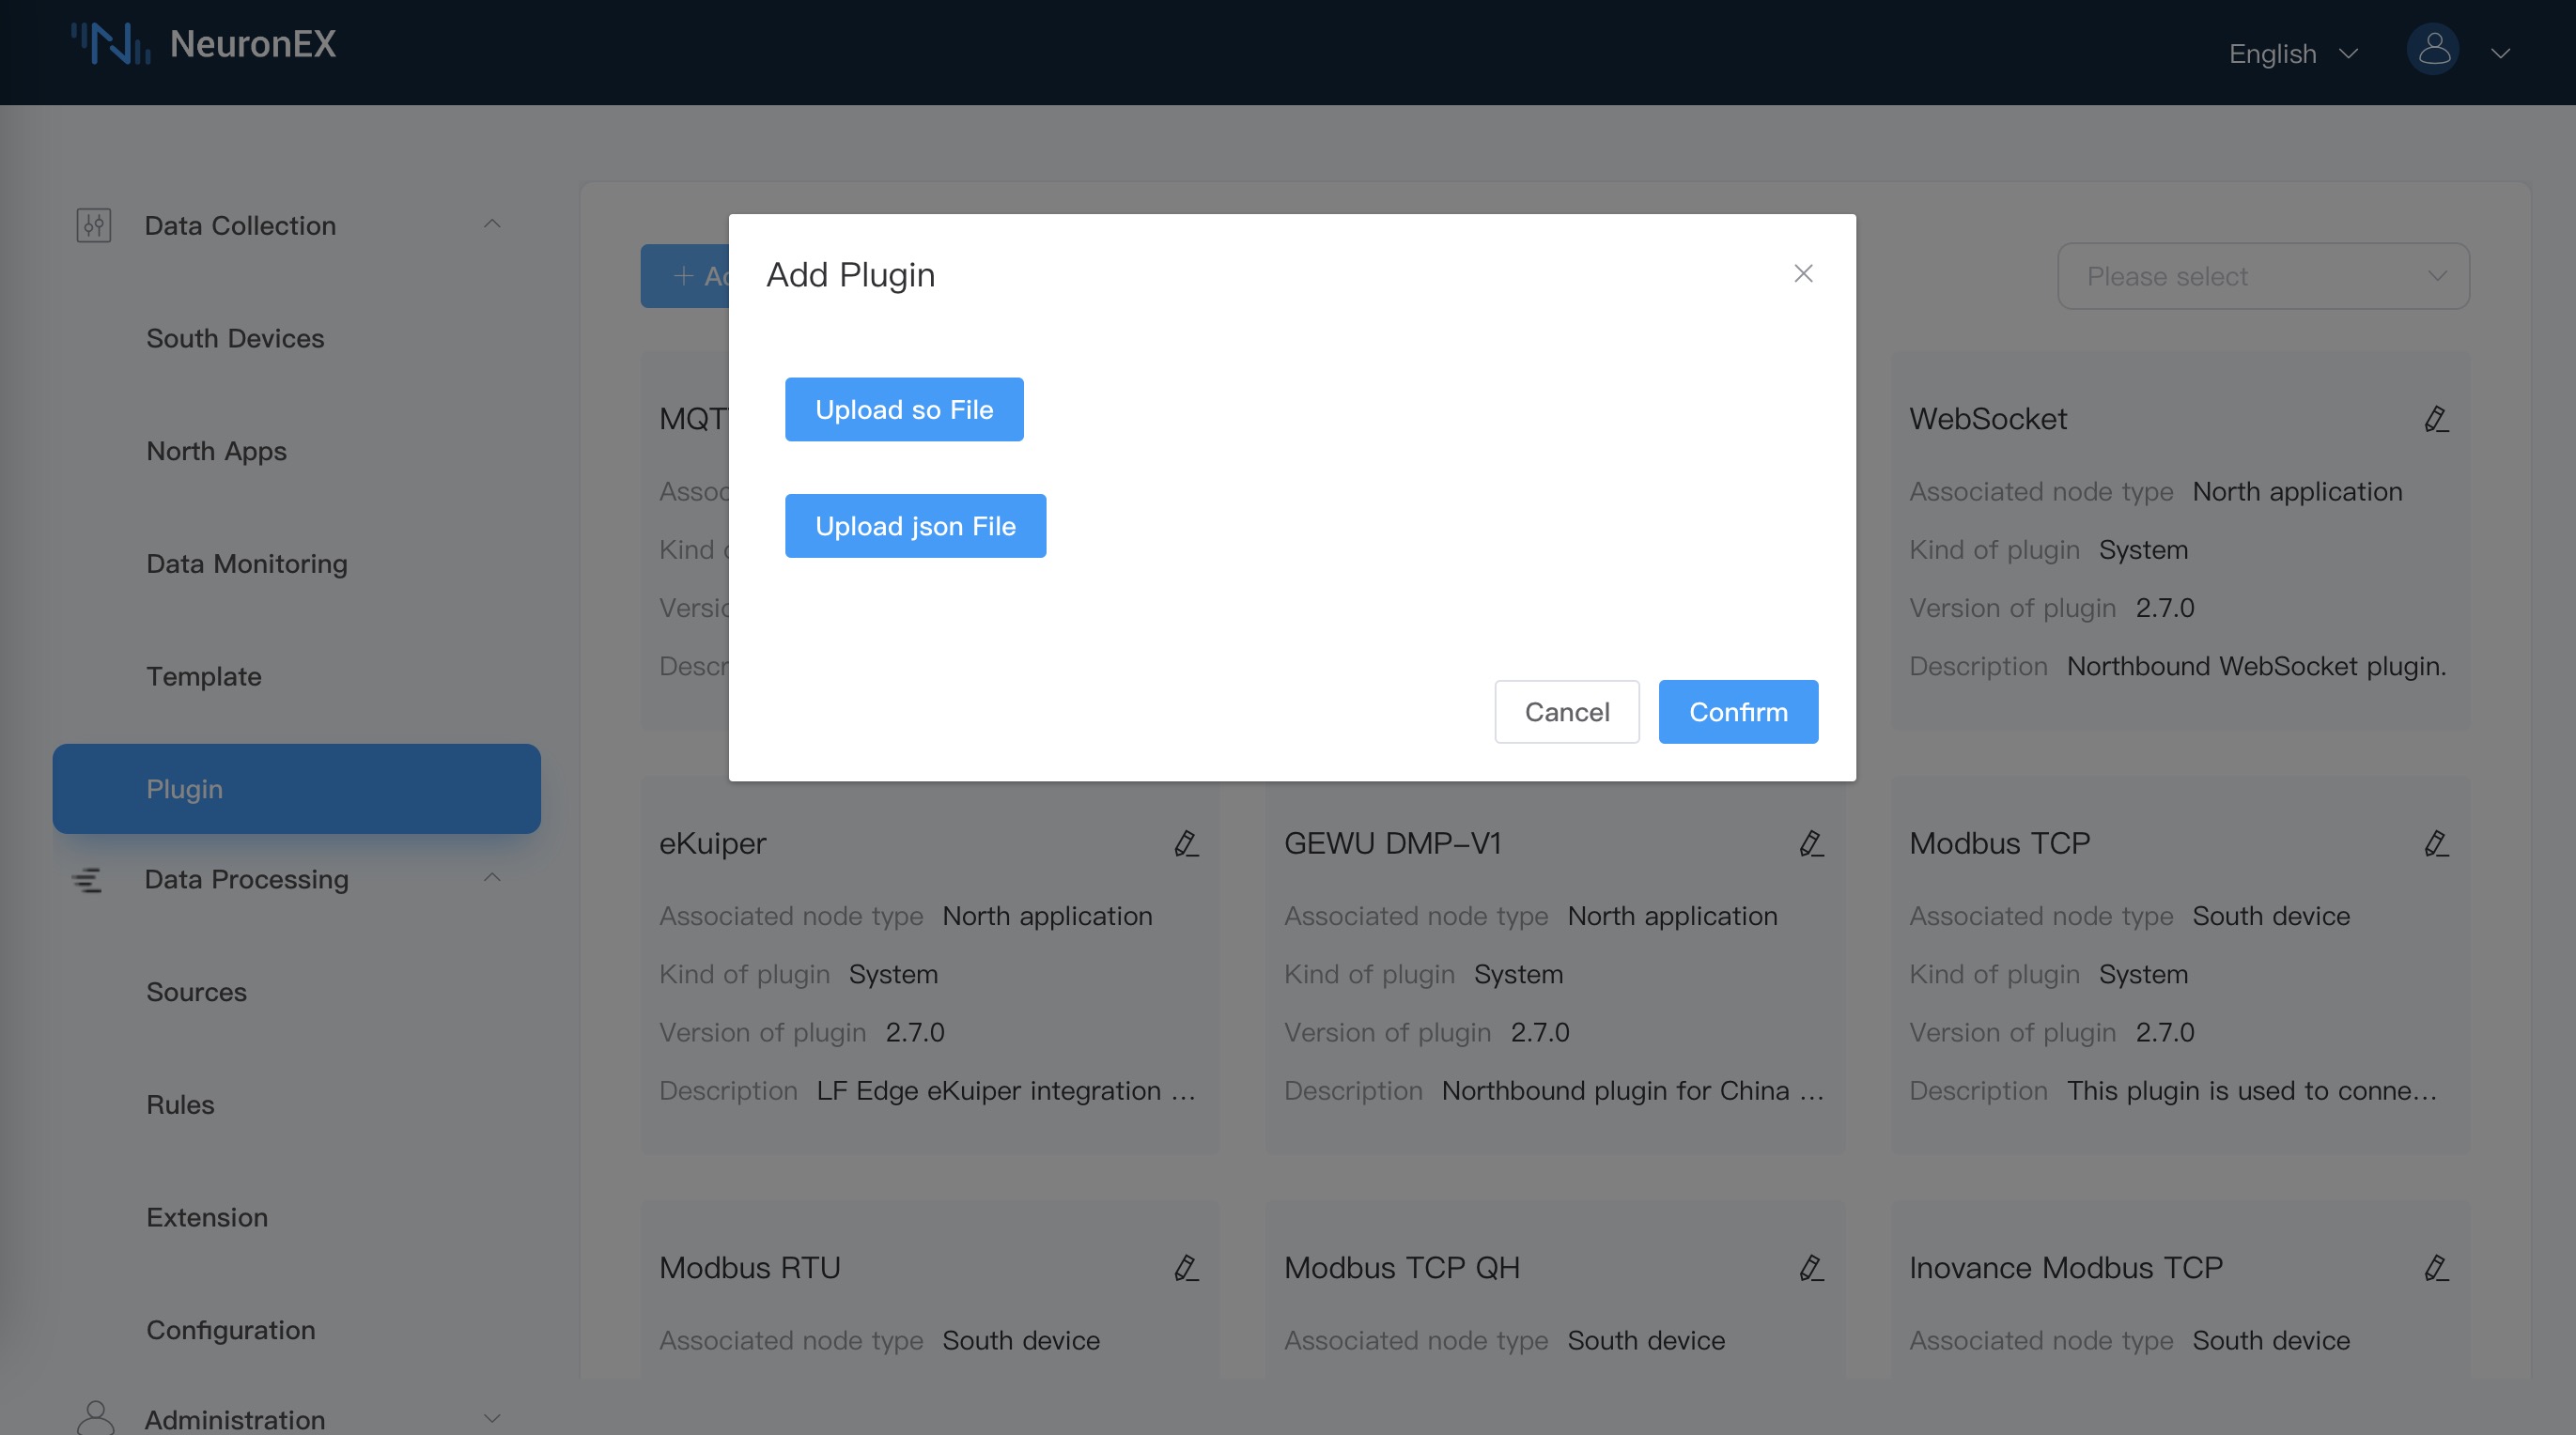 NeuronEX
English
Data Collection
South Devices
North Apps
Data Monitoring
Template
Plugin
Data Processing
Sources
Rules
Extension
Configuration
Administration
Please select
Add Plugin
Upload so File
Upload json File
Cancel
Confirm
WebSocket
Associated node type North application
Kind of plugin System
Version of plugin 2.7.0
Description Northbound WebSocket plugin.
eKuiper
Associated node type North application
Kind of plugin System
Version of plugin 2.7.0
Description LF Edge eKuiper integration ...
GEWU DMP-V1
Associated node type North application
Kind of plugin System
Version of plugin 2.7.0
Description Northbound plugin for China ...
Modbus TCP
Associated node type South device
Kind of plugin System
Version of plugin 2.7.0
Description This plugin is used to conne...
Modbus RTU
Associated node type South device
Modbus TCP QH
Associated node type South device
Inovance Modbus TCP
Associated node type South device